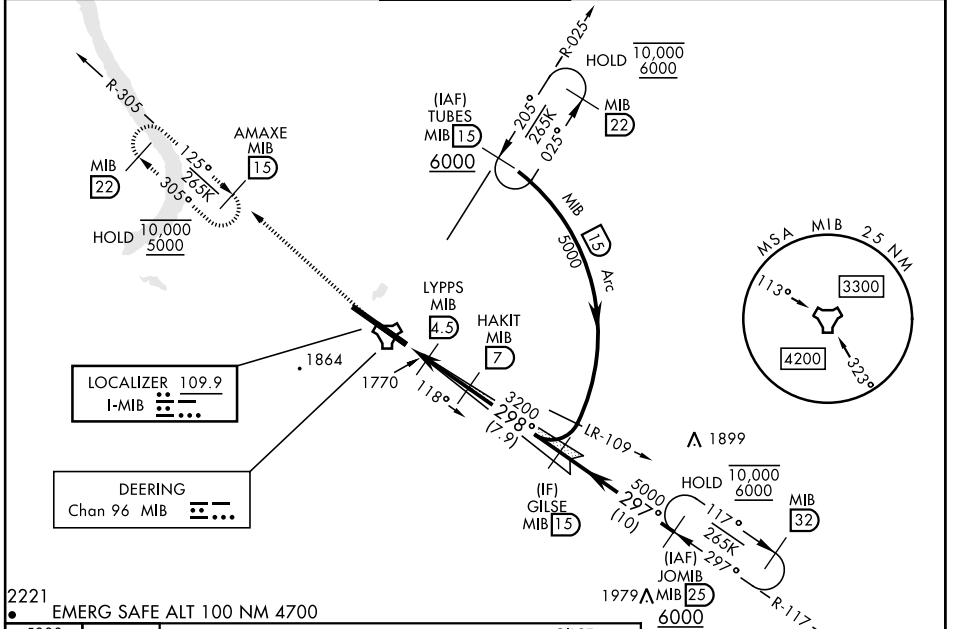 R-025
HOLD 10,000
6000
R-305
(IAF)
TUBES
MIB 15
6000
205°
265K
025°
MIB
22
AMAXE
MIB
15
125°
265K
305°
MIB
22
HOLD 10,000
5000
MIB
15
Arc
5000
MSA MIB 25 NM
113°
3300
4200
323°
LYPPS
MIB
4.5
HAKIT
MIB
7
1864
1770
118°
3200
298°
(7.9)
LR-109
1899
LOCALIZER 109.9
I-MIB
DEERING
Chan 96 MIB
(IF)
GILSE
MIB 15
5000
297°
(10)
HOLD 10,000
6000
MIB
32
117°
265K
297°
(IAF)
JOMIB
MIB 25
6000
1979
R-117
2221
EMERG SAFE ALT 100 NM 4700